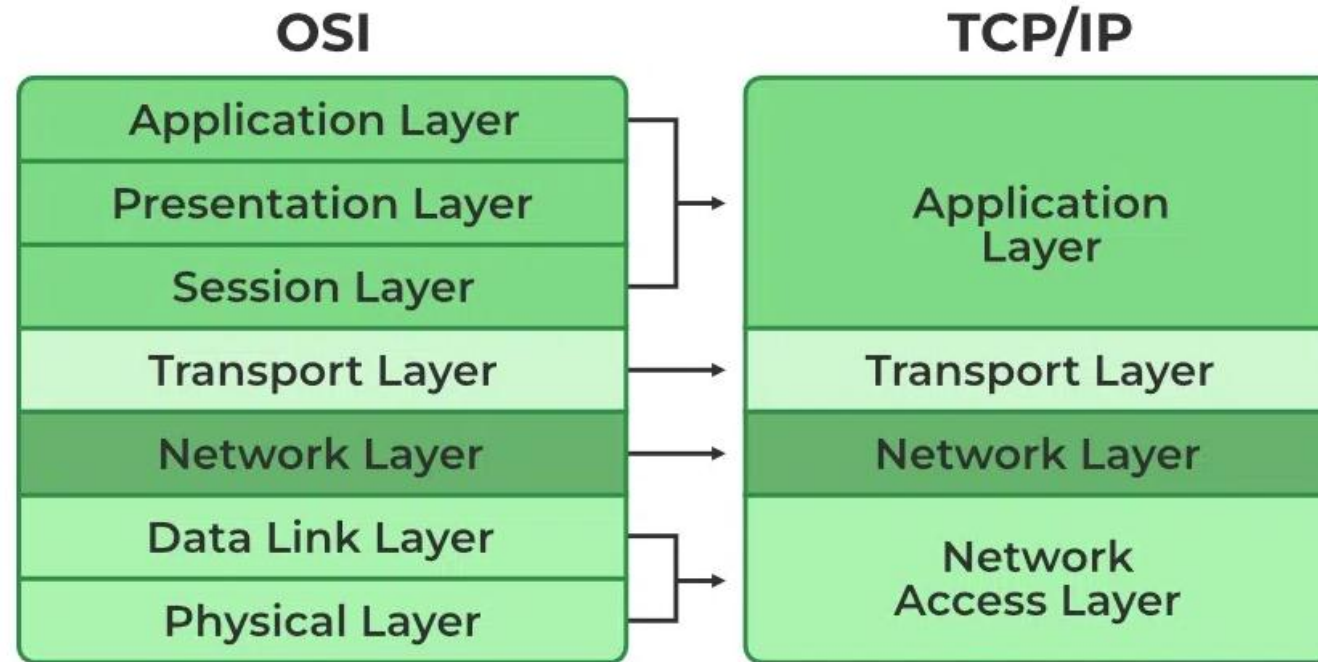 OSI
Application Layer
Presentation Layer
Session Layer
Transport Layer
Network Layer
Data Link Layer
Physical Layer
TCP/IP
Application
Layer
Transport Layer
Network Layer
Network
Access Layer